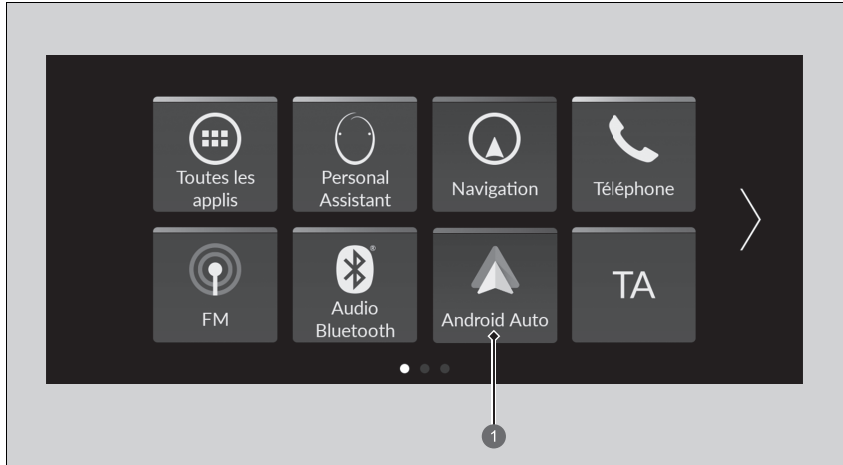 Toutes les
applis
Personal
Assistant
Navigation
Téléphone
FM
®
Audio
Bluetooth
Android Auto
TA
1